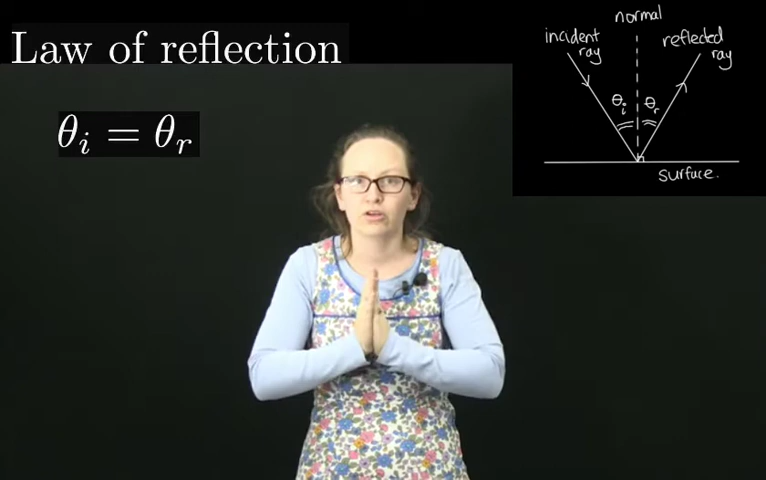 Law of reflection
θᵢ = θᵣ
normal
incident
ray
reflected
ray
θᵢ
θᵣ
surface.